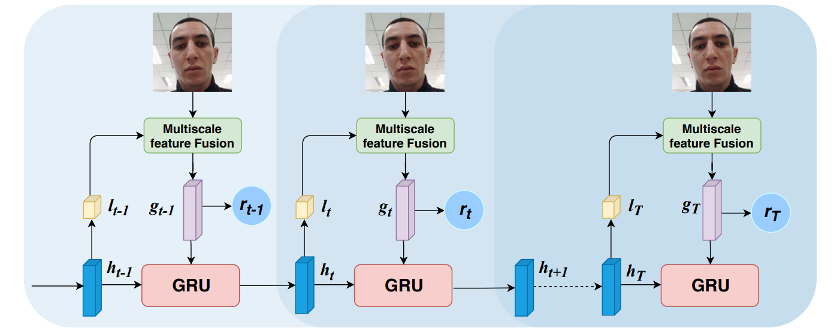 Multiscale
feature Fusion
Multiscale
feature Fusion
Multiscale
feature Fusion
l_{t-1}
g_{t-1}
r_{t-1}
l_t
g_t
r_t
l_T
g_T
r_T
h_{t-1}
GRU
h_t
GRU
h_{t+1}
h_T
GRU